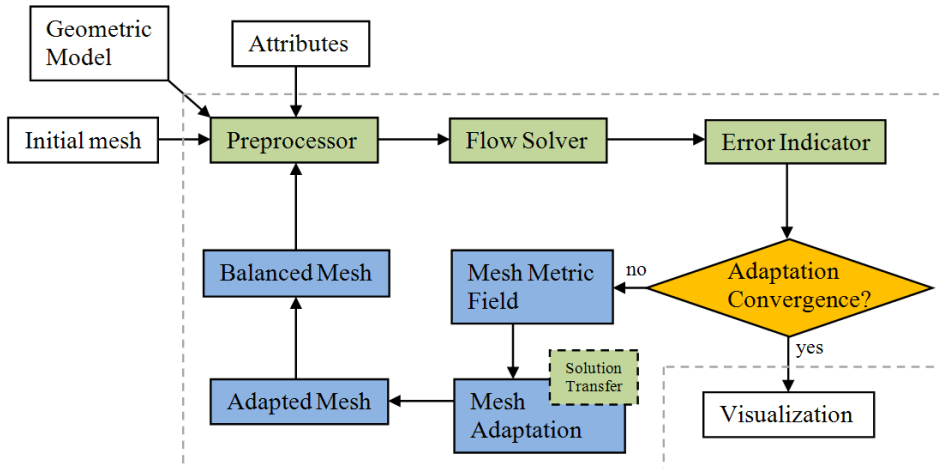 Geometric
Model
Attributes
Initial mesh
Preprocessor
Flow Solver
Error Indicator
Balanced Mesh
Mesh Metric
Field
no
Adaptation
Convergence?
yes
Solution
Transfer
Adapted Mesh
Mesh
Adaptation
Visualization